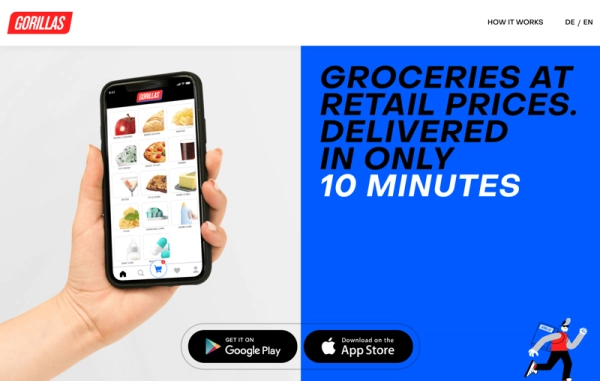 GORILLAS
HOW IT WORKS
DE / EN
GORILLAS
GROCERIES AT
RETAIL PRICES.
DELIVERED
IN ONLY
10 MINUTES
GET IT ON
Google Play
Download on the
App Store